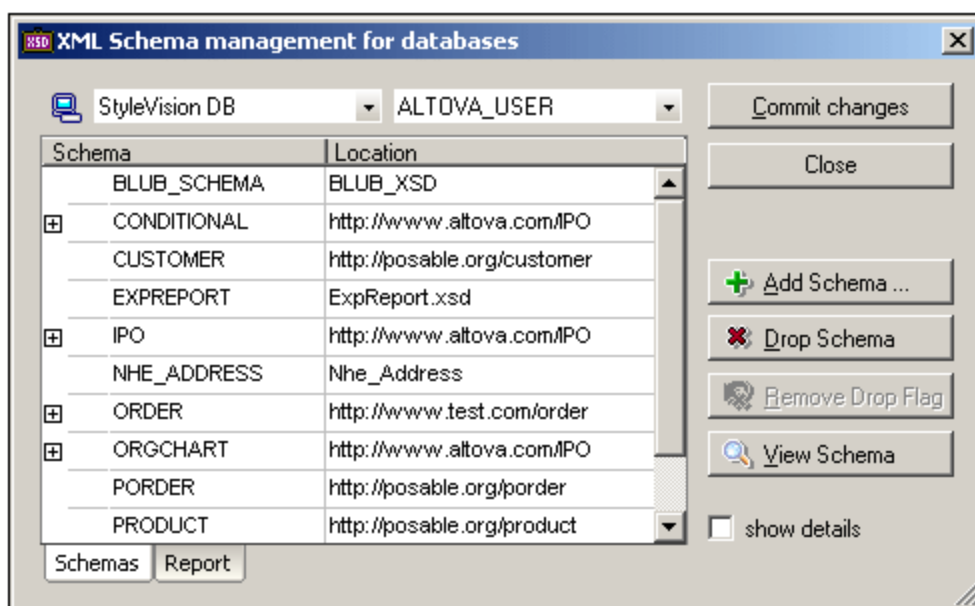 XSD XML Schema management for databases
StyleVision DB ALTOVA_USER Commit changes
Schema Location Close
BLUB_SCHEMA BLUB_XSD
CONDITIONAL http://www.altova.com/IPO
CUSTOMER http://posable.org/customer
EXPREPORT ExpReport.xsd
IPO http://www.altova.com/IPO
NHE_ADDRESS Nhe_Address
ORDER http://www.test.com/order
ORGCHART http://www.altova.com/IPO
PORDER http://posable.org/porder
PRODUCT http://posable.org/product
Schemas Report
Add Schema ...
Drop Schema
Remove Drop Flag
View Schema
show details